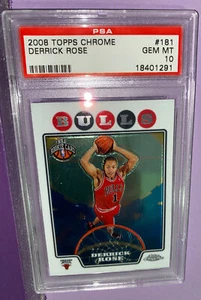 PSA
2008 TOPPS CHROME #181
DERRICK ROSE GEM MT
10
18401291
BULLS
DERRICK
ROSE